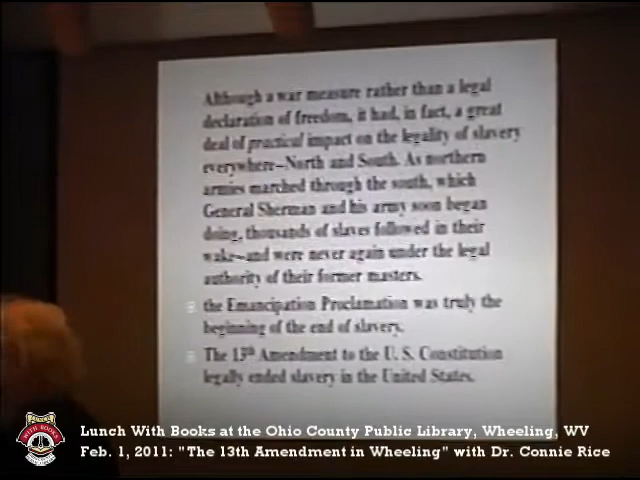 Although a war measure rather than a legal
declaration of freedom, it had, in fact, a great
deal of practical impact on the legality of slavery
everywhere–North and South. As northern
armies marched through the south, which
General Sherman and his army soon began
doing, thousands of slaves followed in their
wake–and were never again under the legal
authority of their former masters.
the Emancipation Proclamation was truly the
beginning of the end of slavery.
The 13th Amendment to the U. S. Constitution
legally ended slavery in the United States.
LUNCH
WITH BOOKS
Lunch With Books at the Ohio County Public Library, Wheeling, WV
Feb. 1, 2011: "The 13th Amendment in Wheeling" with Dr. Connie Rice